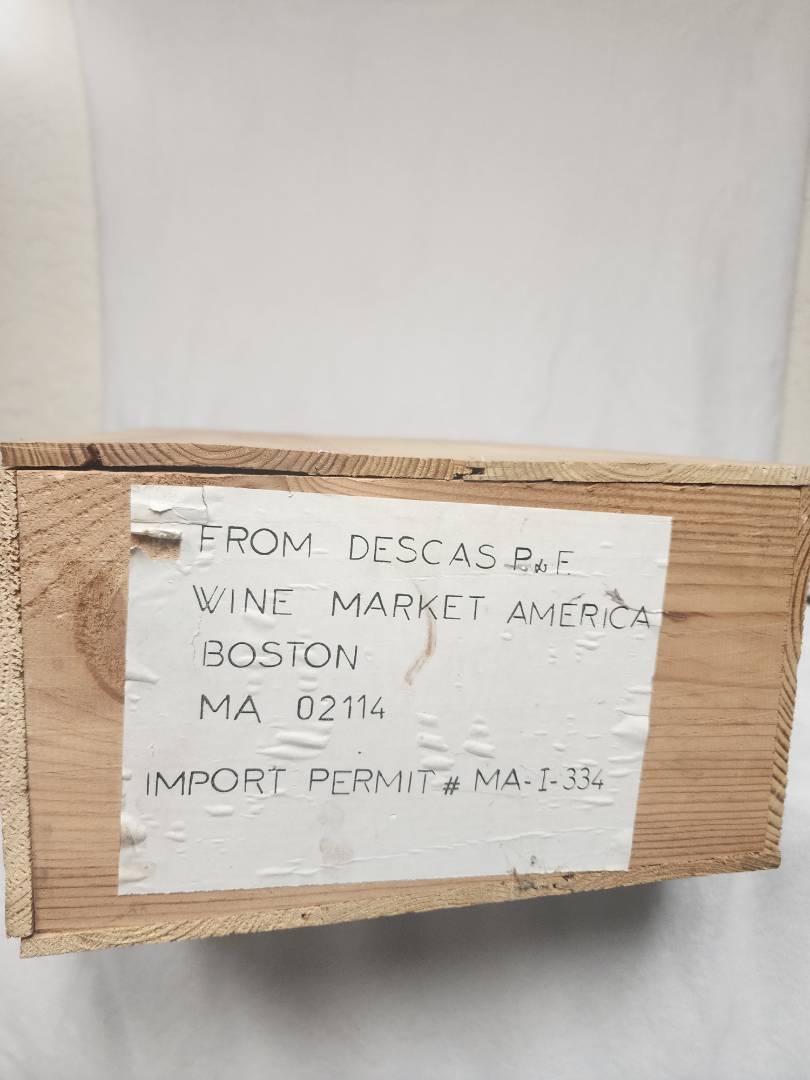 FROM DESCAS P & F.
WINE MARKET AMERICA
BOSTON
MA 02114
IMPORT PERMIT # MA-I-334